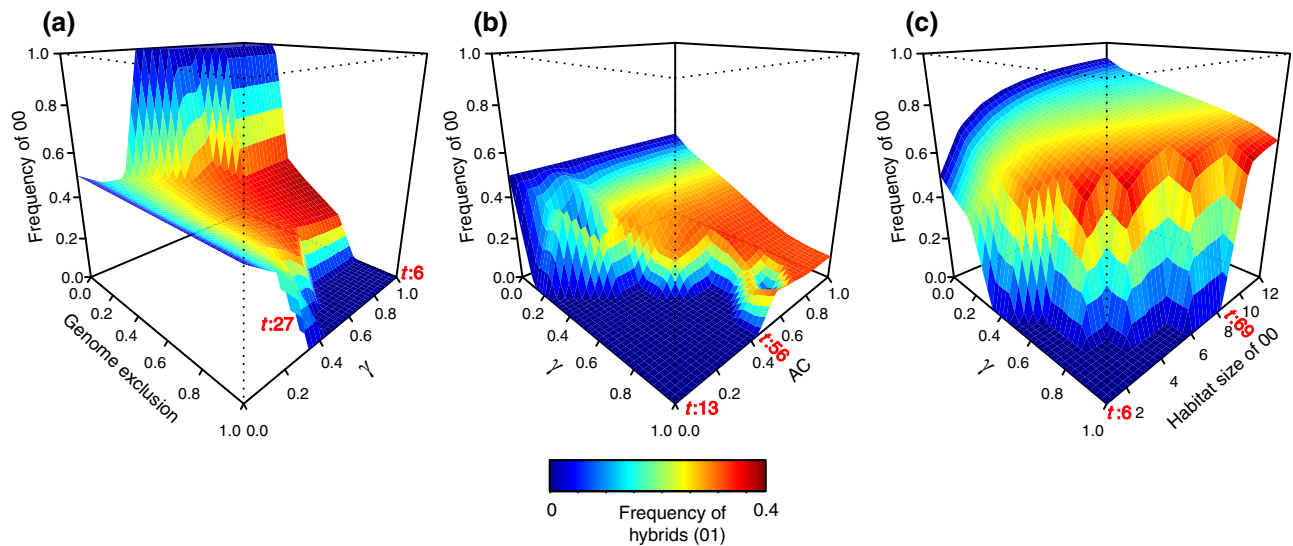 (a)
1.0
0.8
0.6
0.4
0.2
0.0
Frequency of 00
0.0
0.2
0.4
0.6
0.8
1.0
Genome exclusion
0.0
0.2
0.4
0.6
0.8
1.0
γ
t:27
t:6
(b)
1.0
0.8
0.6
0.4
0.2
0.0
Frequency of 00
0.0
0.2
0.4
0.6
0.8
1.0
γ
0.0
0.2
0.4
0.6
0.8
1.0
AC
t:13
t:56
(c)
1.0
0.8
0.6
0.4
0.2
0.0
Frequency of 00
0.0
0.2
0.4
0.6
0.8
1.0
γ
2
4
6
8
10
12
Habitat size of 00
t:6
t:69
0
0.4
Frequency of
hybrids (01)